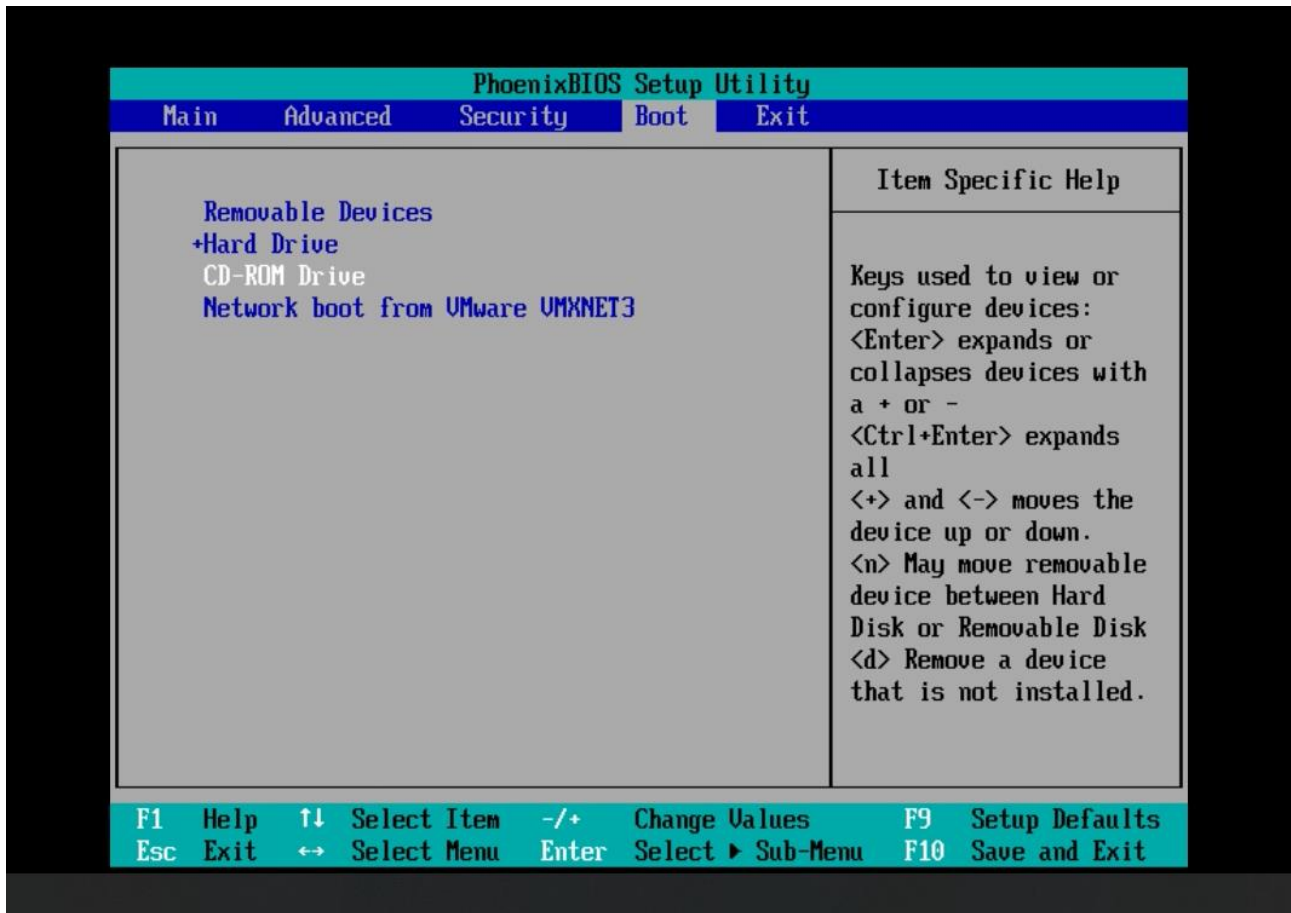 PhoenixBIOS Setup Utility
Main Advanced Security Boot Exit
Removable Devices
+Hard Drive
CD-ROM Drive
Network boot from VMware VMXNET3
Item Specific Help
Keys used to view or
configure devices:
<Enter> expands or
collapses devices with
a + or -
<Ctrl+Enter> expands
all
<+> and <-> moves the
device up or down.
<n> May move removable
device between Hard
Disk or Removable Disk
<d> Remove a device
that is not installed.
F1 Help ↑↓ Select Item -/+ Change Values F9 Setup Defaults
Esc Exit ↔ Select Menu Enter Select ▶ Sub-Menu F10 Save and Exit